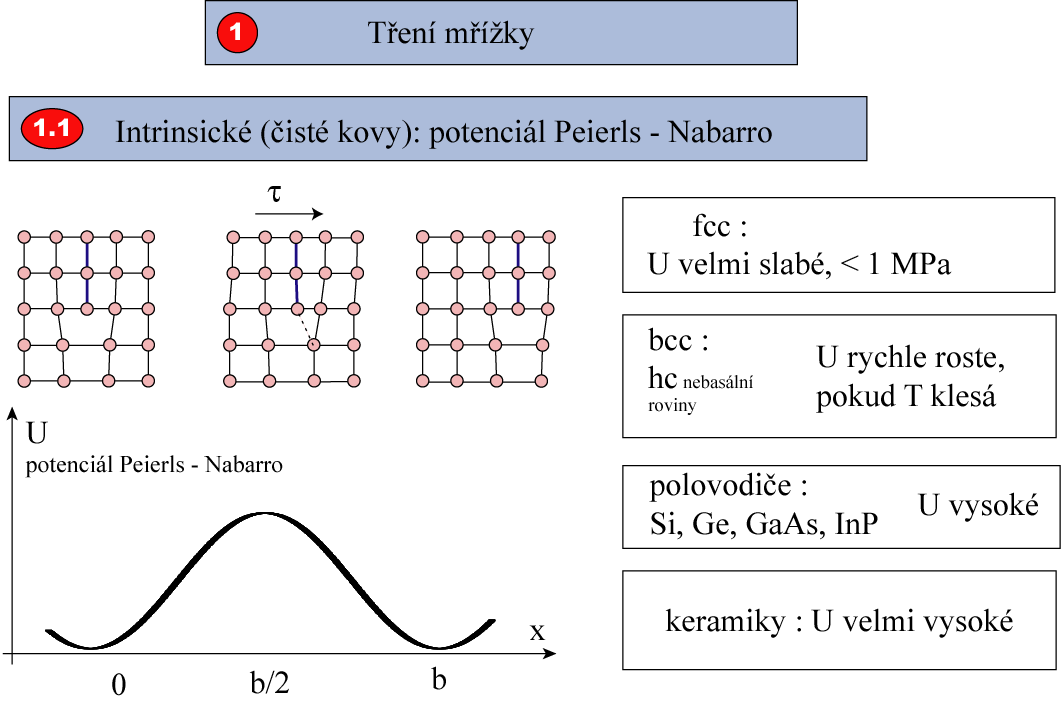 1 Tření mřížky
1.1 Intrinsické (čisté kovy): potenciál Peierls - Nabarro
τ
fcc :
U velmi slabé, < 1 MPa
bcc :
hc nebasální
roviny
U rychle roste,
pokud T klesá
U
potenciál Peierls - Nabarro
x
0 b/2 b
polovodiče :
Si, Ge, GaAs, InP
U vysoké
keramiky : U velmi vysoké